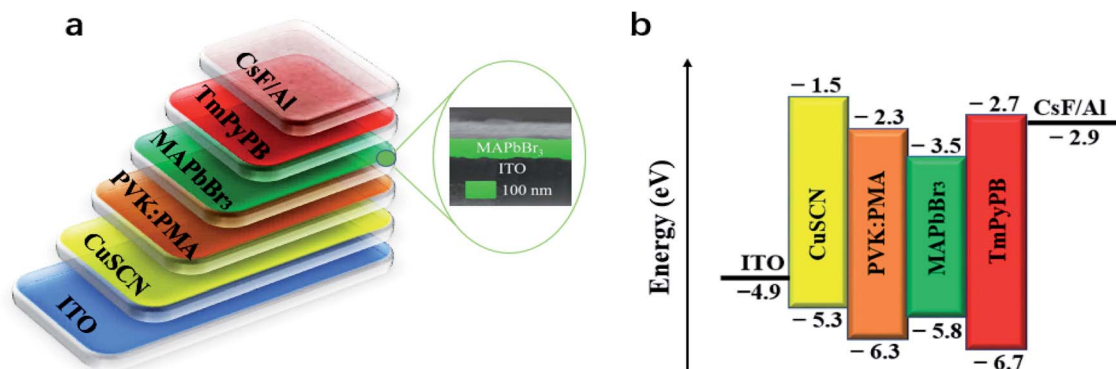 a
CsF/Al
TmPyPB
MAPbBr₃
PVK:PMA
CuSCN
ITO
MAPbBr₃
ITO
100 nm
b
Energy (eV)
ITO
−4.9
− 1.5
CuSCN
− 5.3
− 2.3
PVK:PMA
− 6.3
− 3.5
MAPbBr₃
− 5.8
− 2.7
TmPyPB
− 6.7
CsF/Al
− 2.9